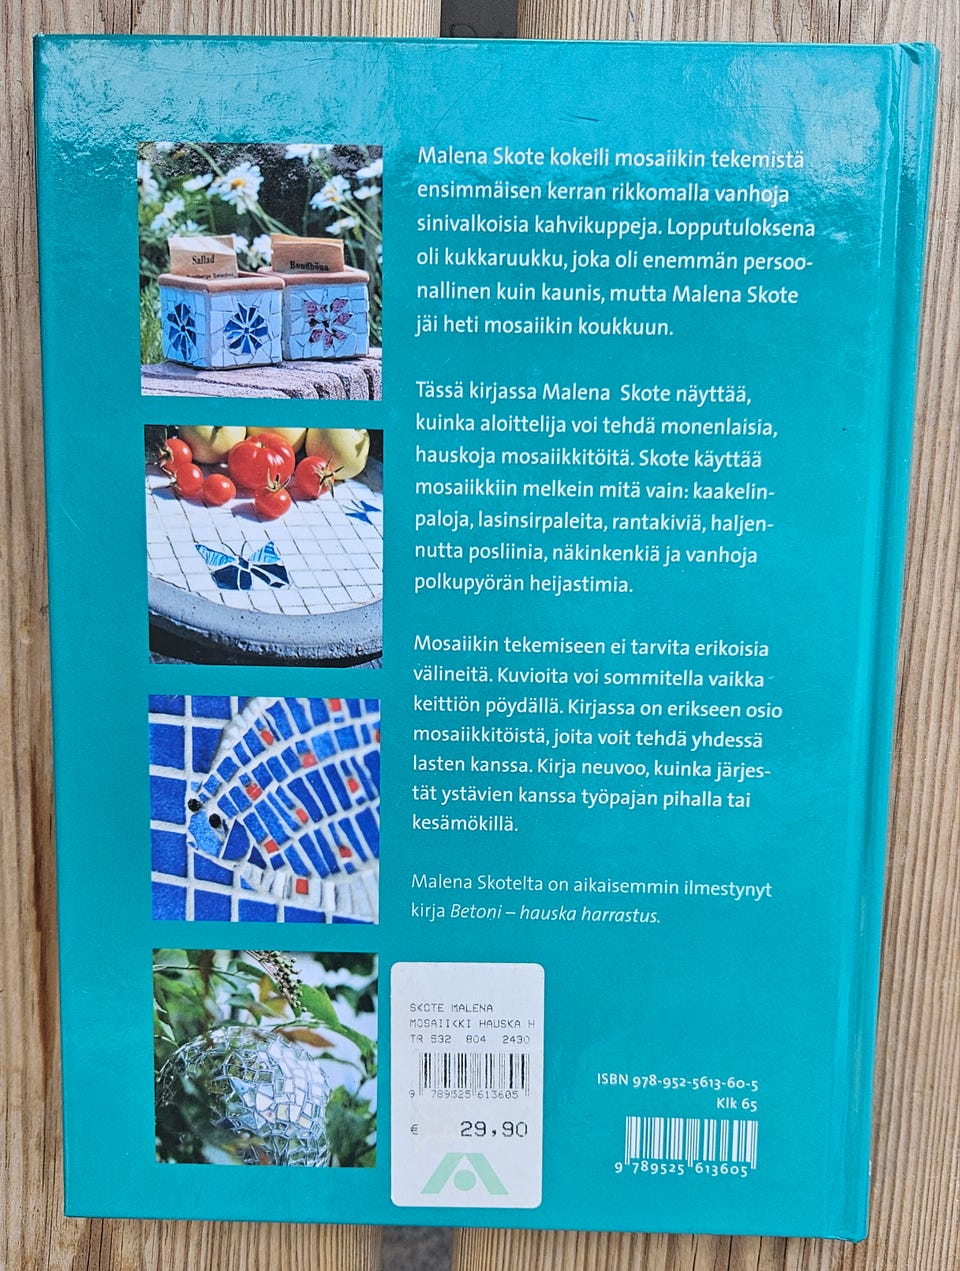 Malena Skote kokeili mosaiikin tekemistä
ensimmäisen kerran rikkomalla vanhoja
sinivalkoisia kahvikuppeja. Lopputuloksena
oli kukkaruukku, joka oli enemmän persoo-
nallinen kuin kaunis, mutta Malena Skote
jäi heti mosaiikin koukkuun.
Tässä kirjassa Malena Skote näyttää,
kuinka aloittelija voi tehdä monenlaisia,
hauskoja mosaiikkitöitä. Skote käyttää
mosaiikkiin melkein mitä vain: kaakelin-
paloja, lasinsirpaleita, rantakiviä, haljen-
nutta posliinia, näkinkenkiä ja vanhoja
polkupyörän heijastimia.
Mosaiikin tekemiseen ei tarvita erikoisia
välineitä. Kuvioita voi sommitella vaikka
keittiön pöydällä. Kirjassa on erikseen osio
mosaiikkitöistä, joita voit tehdä yhdessä
lasten kanssa. Kirja neuvoo, kuinka järjes-
tät ystävien kanssa työpajan pihalla tai
kesämökillä.
Malena Skotelta on aikaisemmin ilmestynyt
kirja Betoni – hauska harrastus.
Sallad
Bondböna
SKOTE MALENA
MOSAIIKKI HAUSKA H
TR 532 804 2430
9 789525 613605
€ 29,90
ISBN 978-952-5613-60-5
Klk 65
9 789525 613605